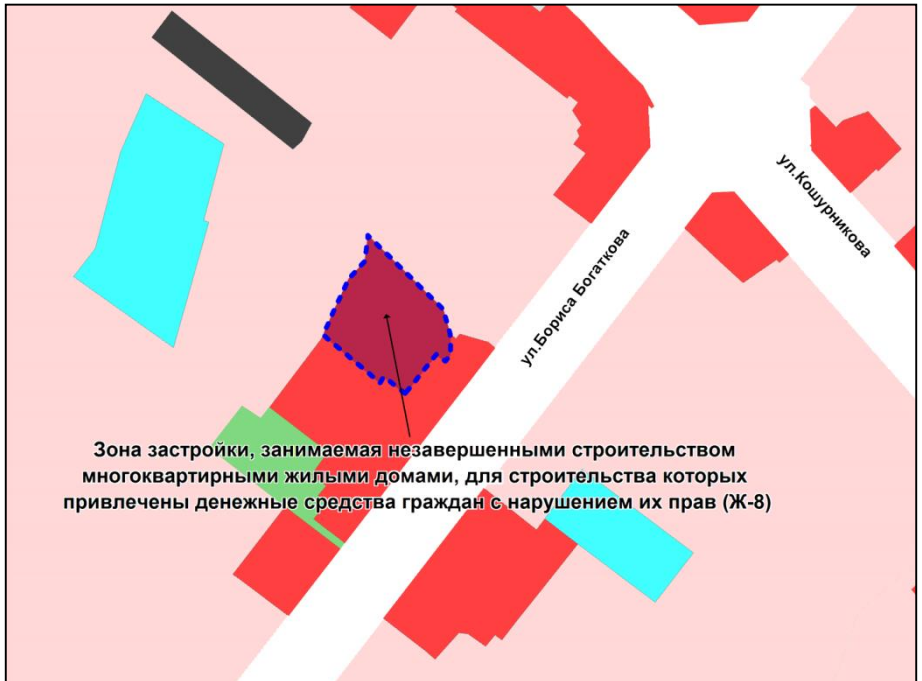 ул.Кошурникова
ул.Бориса Богаткова
Зона застройки, занимаемая незавершенными строительством
многоквартирными жилыми домами, для строительства которых
привлечены денежные средства граждан с нарушением их прав (Ж-8)